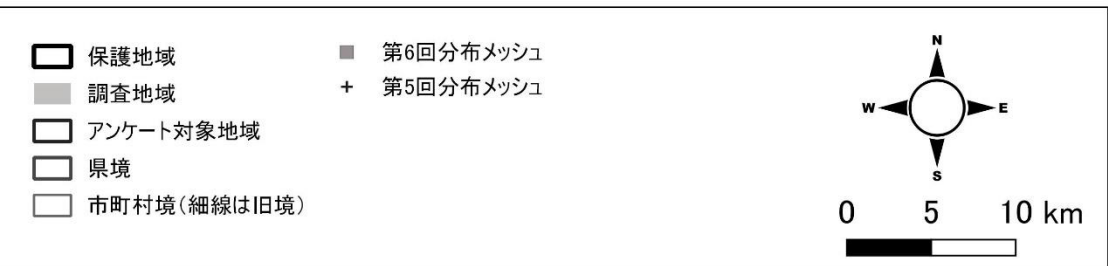 保護地域
調査地域
アンケート対象地域
県境
市町村境(細線は旧境)
第6回分布メッシュ
第5回分布メッシュ
N
W E
S
0 5 10 km